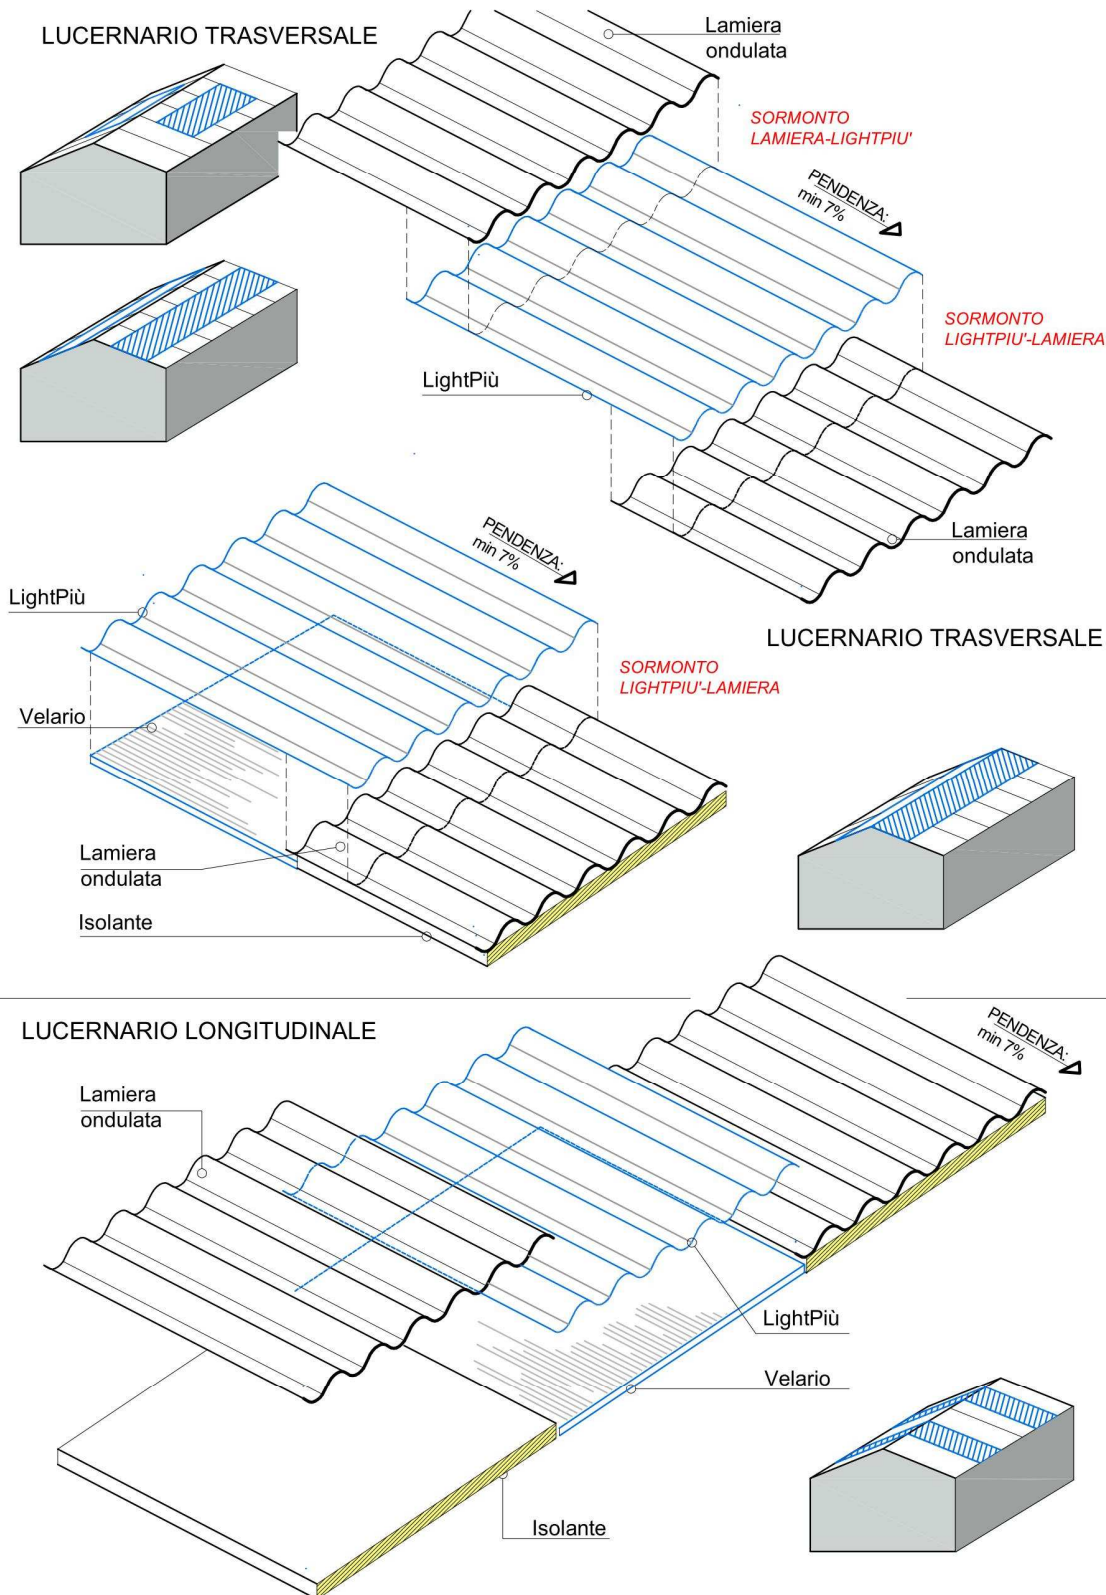 LUCERNARIO TRASVERSALE
Lamiera
ondulata
SORMONTO
LAMIERA-LIGHTPIU'
PENDENZA:
min 7%
SORMONTO
LIGHTPIU'-LAMIERA
LightPiù
Lamiera
ondulata
PENDENZA:
min 7%
LightPiù
LUCERNARIO TRASVERSALE
SORMONTO
LIGHTPIU'-LAMIERA
Velario
Lamiera
ondulata
Isolante
LUCERNARIO LONGITUDINALE
PENDENZA:
min 7%
Lamiera
ondulata
LightPiù
Velario
Isolante